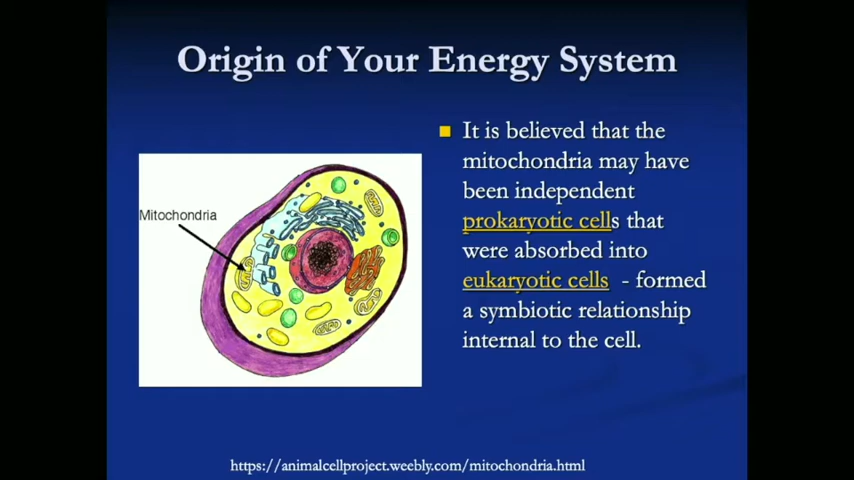 Origin of Your Energy System
Mitochondria
It is believed that the
mitochondria may have
been independent
prokaryotic cells that
were absorbed into
eukaryotic cells - formed
a symbiotic relationship
internal to the cell.
https://animalcellproject.weebly.com/mitochondria.html